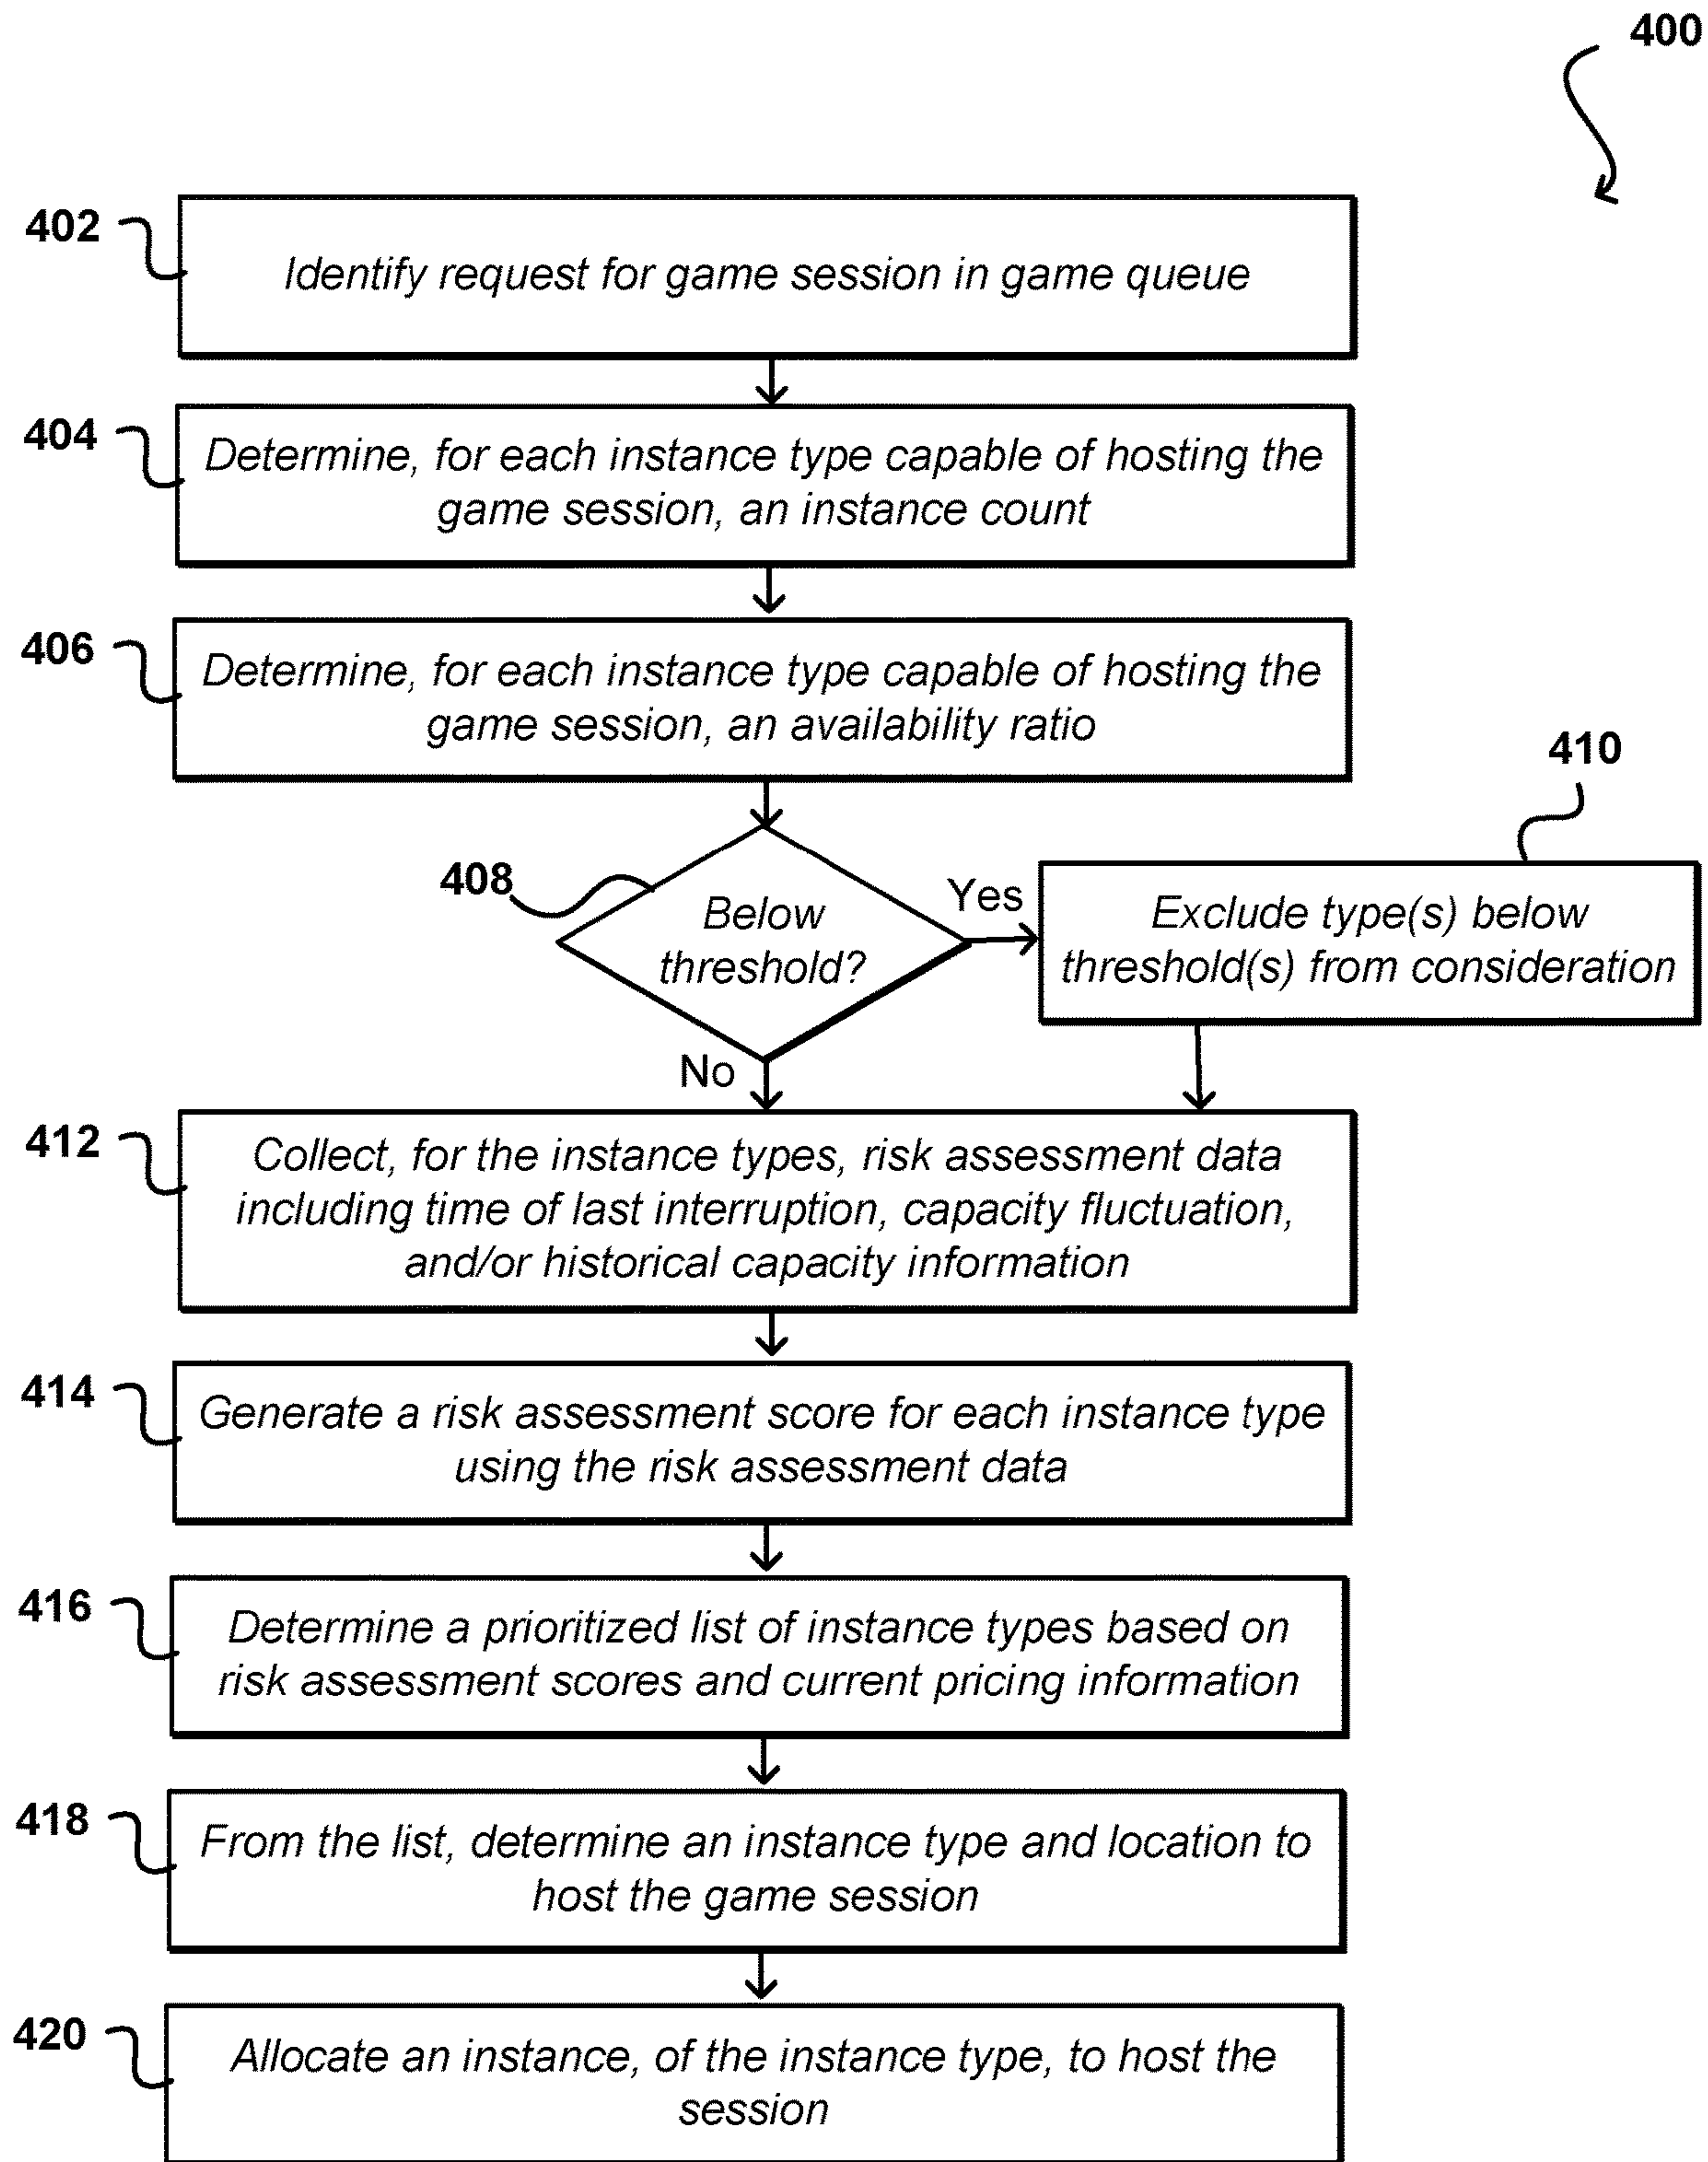 400
402
Identify request for game session in game queue
404
Determine, for each instance type capable of hosting the
game session, an instance count
406
Determine, for each instance type capable of hosting the
game session, an availability ratio
410
408
Below
threshold?
Yes
Exclude type(s) below
threshold(s) from consideration
No
412
Collect, for the instance types, risk assessment data
including time of last interruption, capacity fluctuation,
and/or historical capacity information
414
Generate a risk assessment score for each instance type
using the risk assessment data
416
Determine a prioritized list of instance types based on
risk assessment scores and current pricing information
418
From the list, determine an instance type and location to
host the game session
420
Allocate an instance, of the instance type, to host the
session